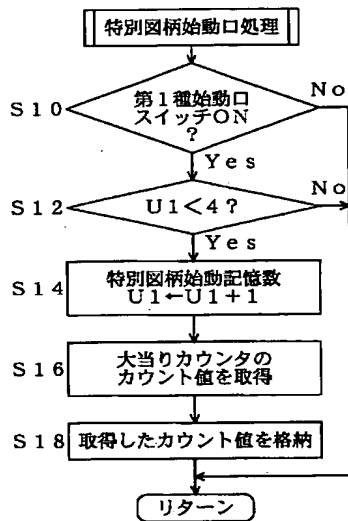 特別図柄始動口処理
S10
第1種始動口
スイッチON
?
No
Yes
S12
U1<4?
No
Yes
S14
特別図柄始動記憶数
U1←U1+1
S16
大当りカウンタの
カウント値を取得
S18
取得したカウント値を格納
リターン